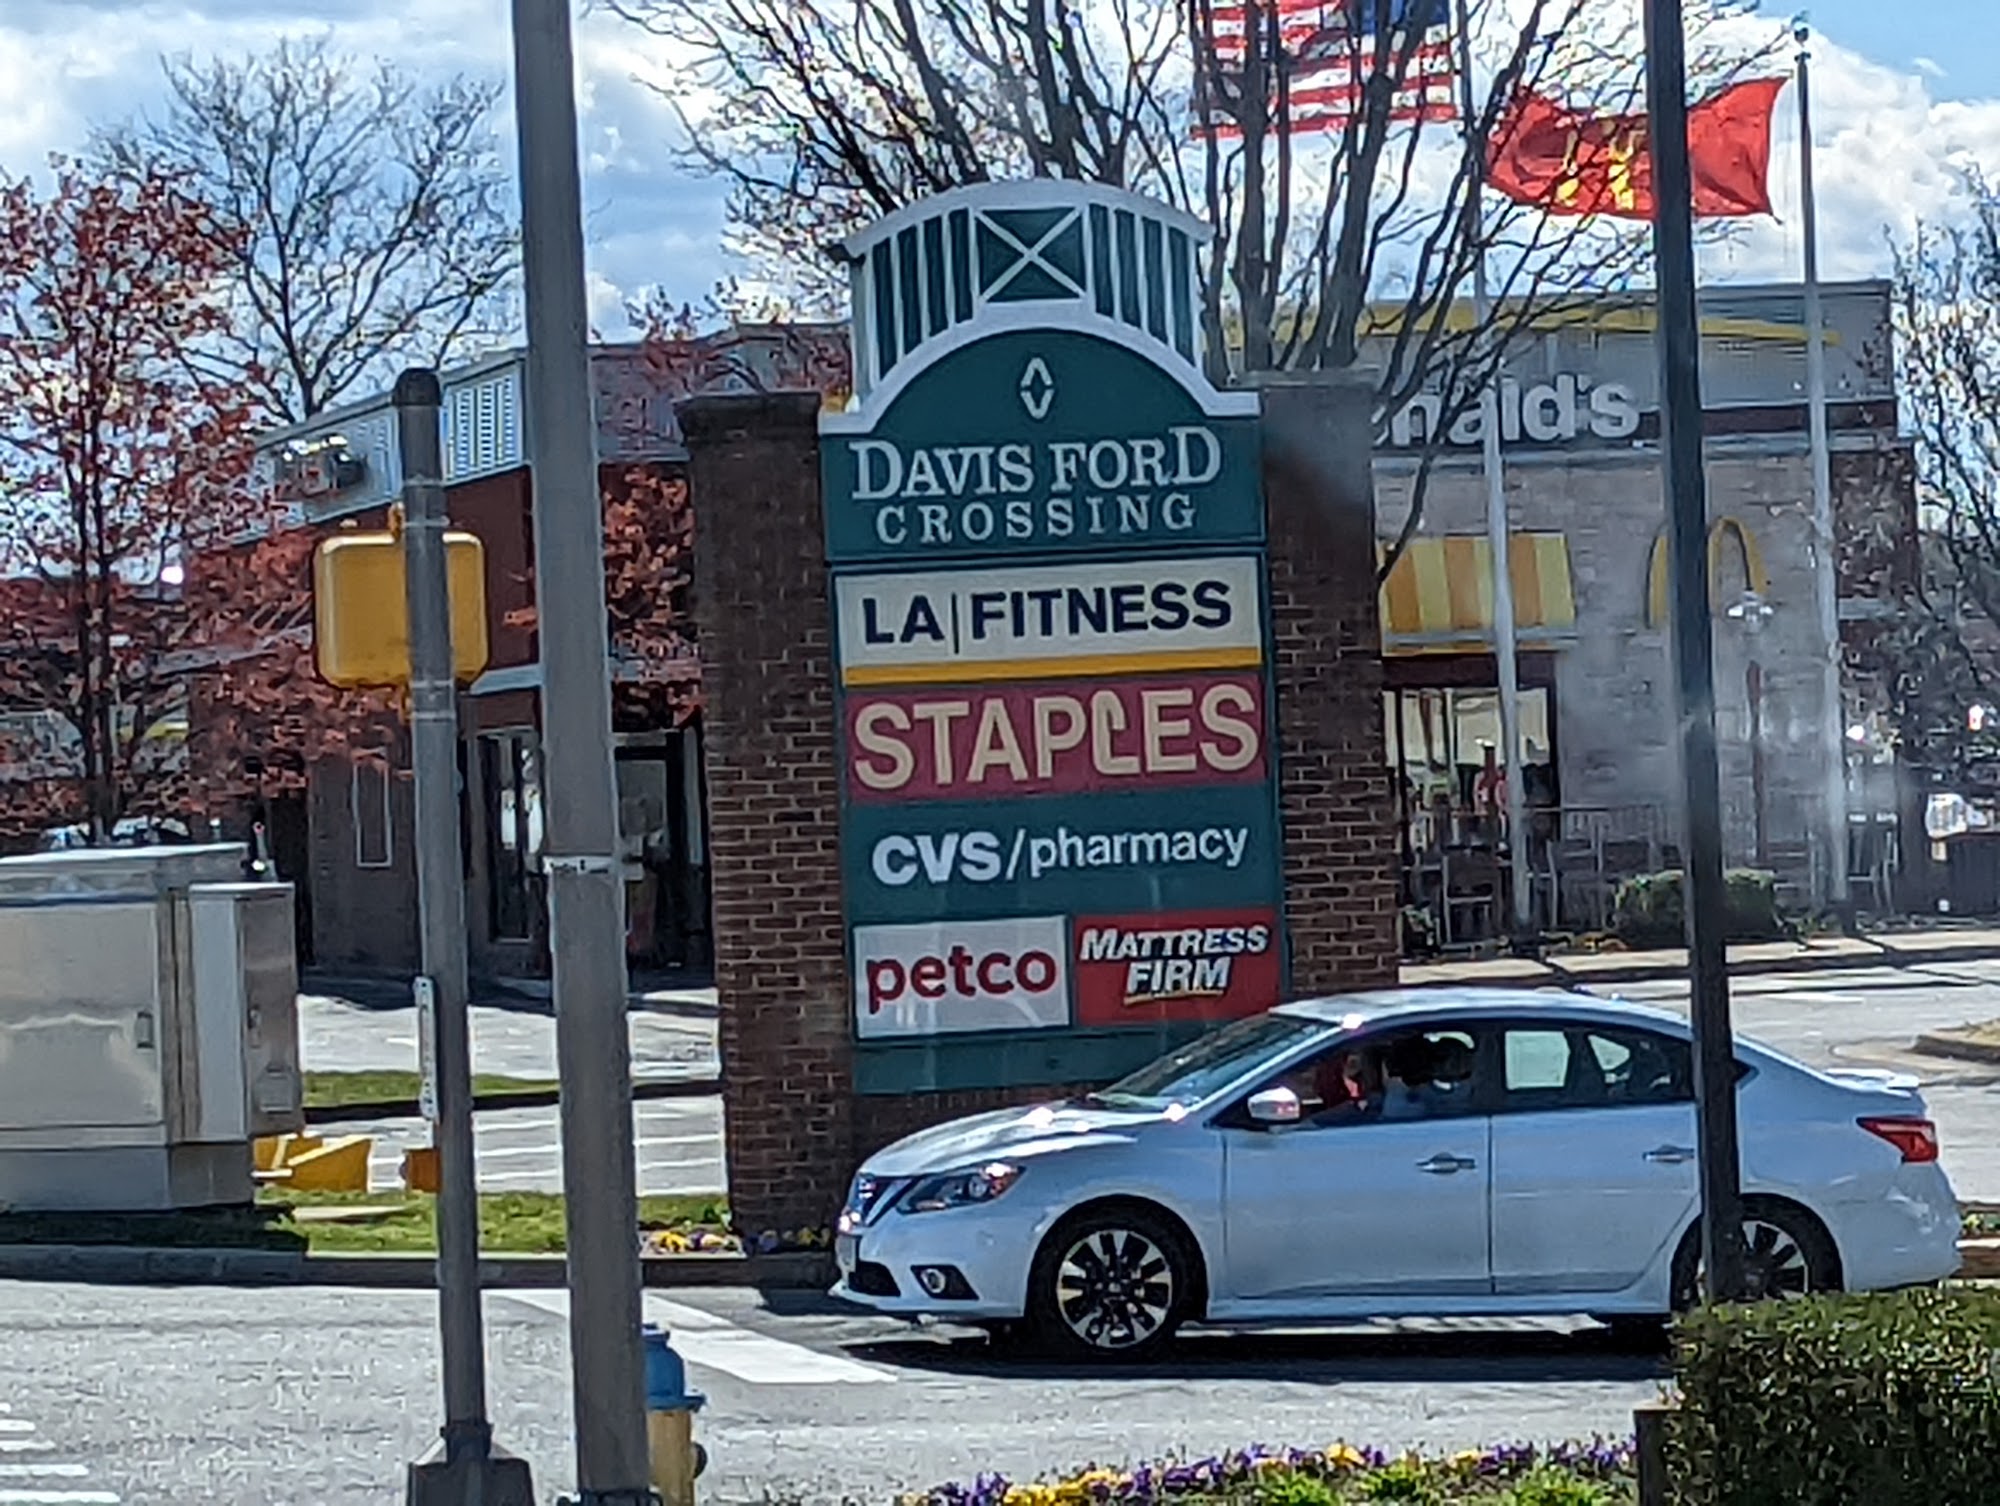 DAVIS FORD
CROSSING
LA|FITNESS
STAPLES
CVS/pharmacy
petco
MATTRESS
FIRM
nald's